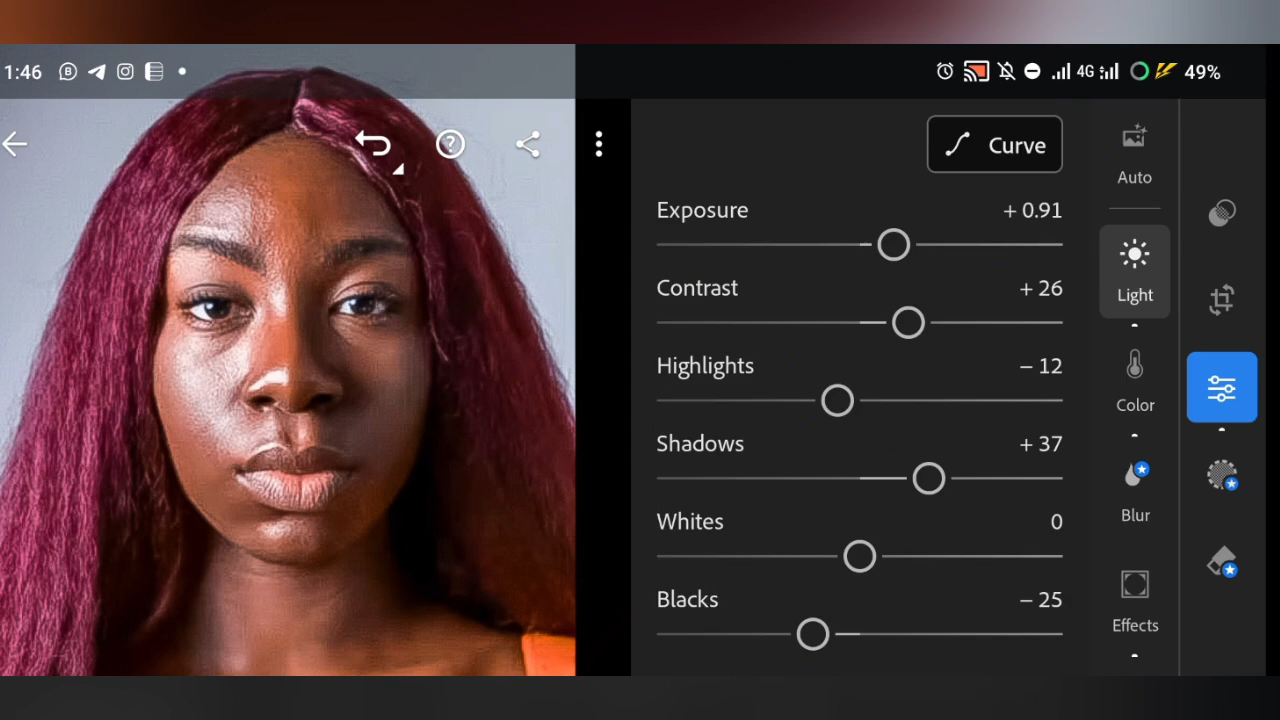 1:46
4G 49%
Curve
Auto
Exposure + 0.91
Contrast + 26
Light
Highlights – 12
Color
Shadows + 37
Blur
Whites 0
Blacks – 25
Effects